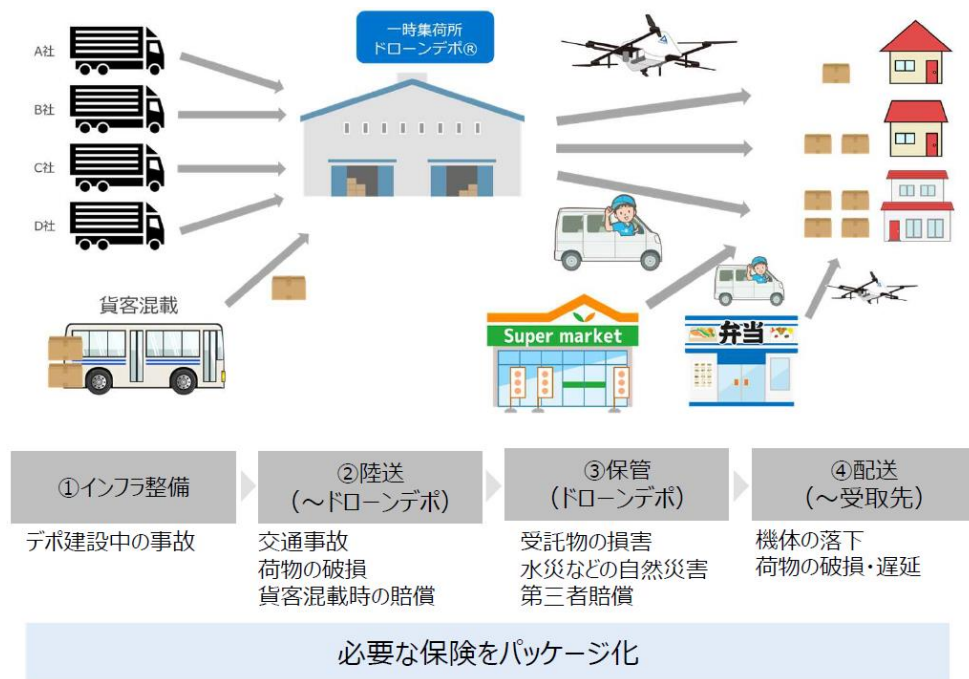 一時集荷所
ドローンデポ®
A社
B社
C社
D社
貨客混載
Super market
弁当
①インフラ整備
②陸送
(～ドローンデポ)
③保管
(ドローンデポ)
④配送
(～受取先)
デポ建設中の事故
交通事故
荷物の破損
貨客混載時の賠償
受託物の損害
水災などの自然災害
第三者賠償
機体の落下
荷物の破損・遅延
必要な保険をパッケージ化